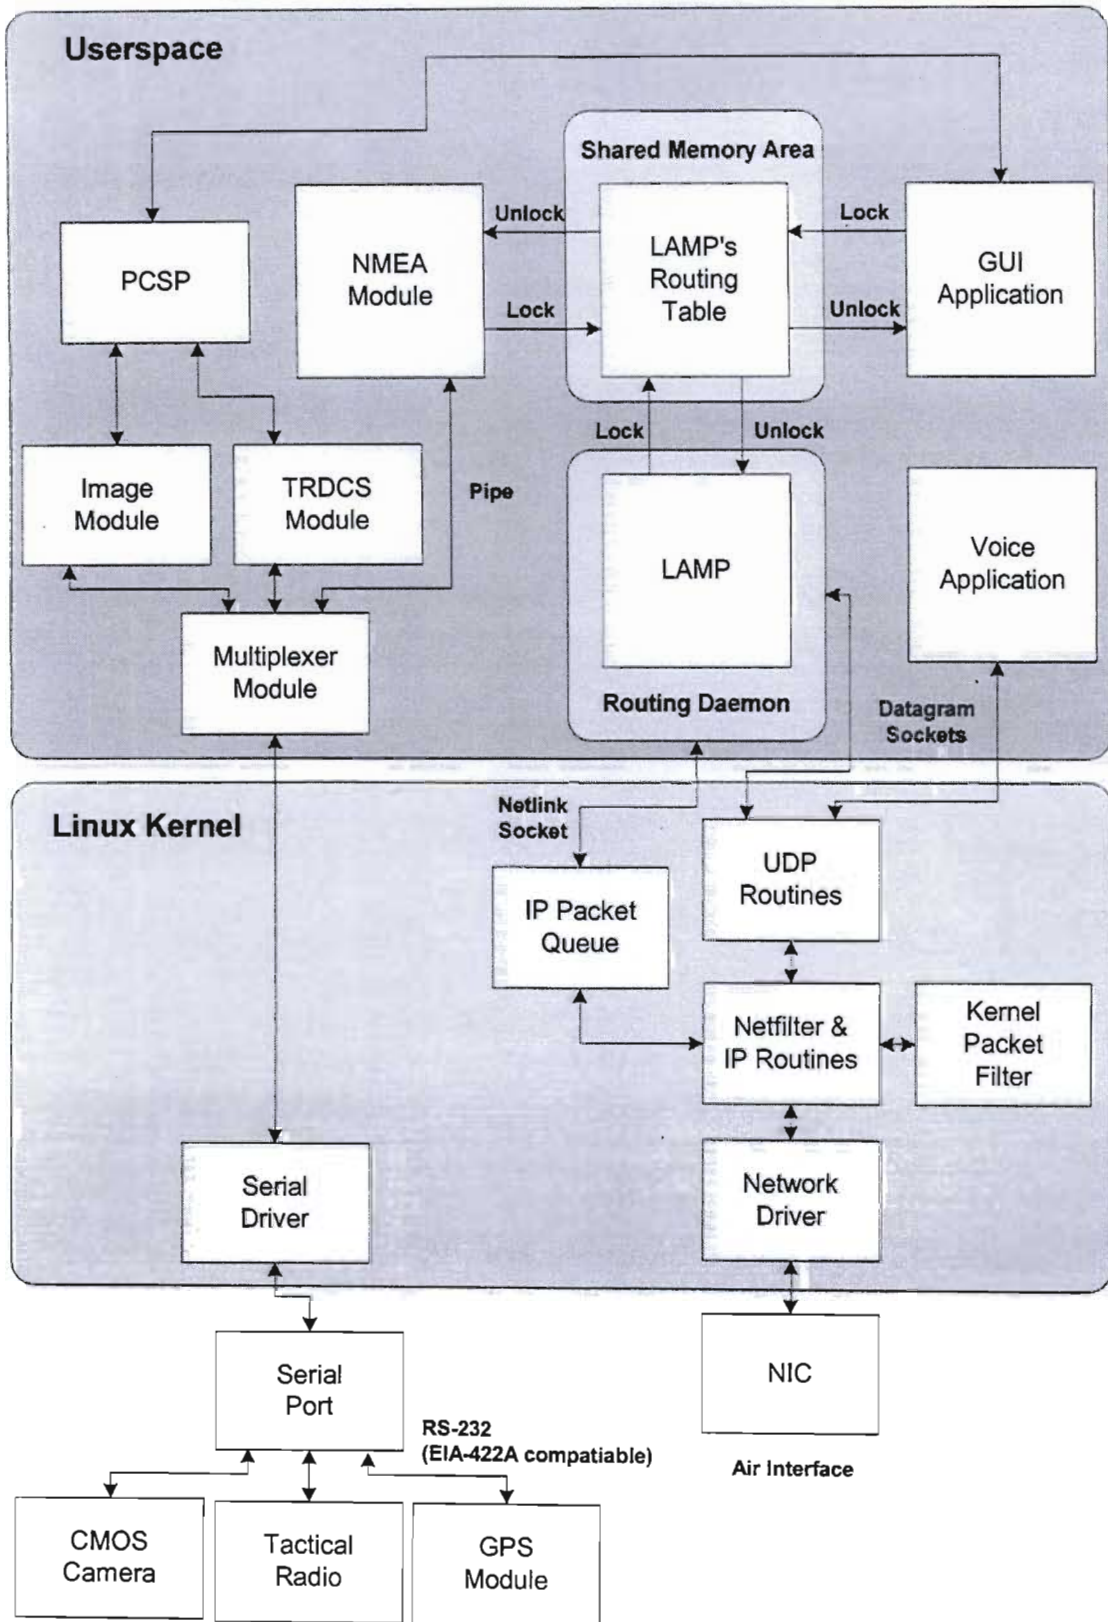 Userspace
Shared Memory Area
PCSP
NMEA
Module
Unlock
Lock
LAMP's
Routing
Table
Lock
Unlock
GUI
Application
Lock
Unlock
Image
Module
TRDCS
Module
Pipe
LAMP
Voice
Application
Multiplexer
Module
Routing Daemon
Datagram
Sockets
Linux Kernel
Netlink
Socket
UDP
Routines
IP Packet
Queue
Netfilter &
IP Routines
Kernel
Packet
Filter
Serial
Driver
Network
Driver
Serial
Port
NIC
RS-232
(EIA-422A compatiable)
Air Interface
CMOS
Camera
Tactical
Radio
GPS
Module